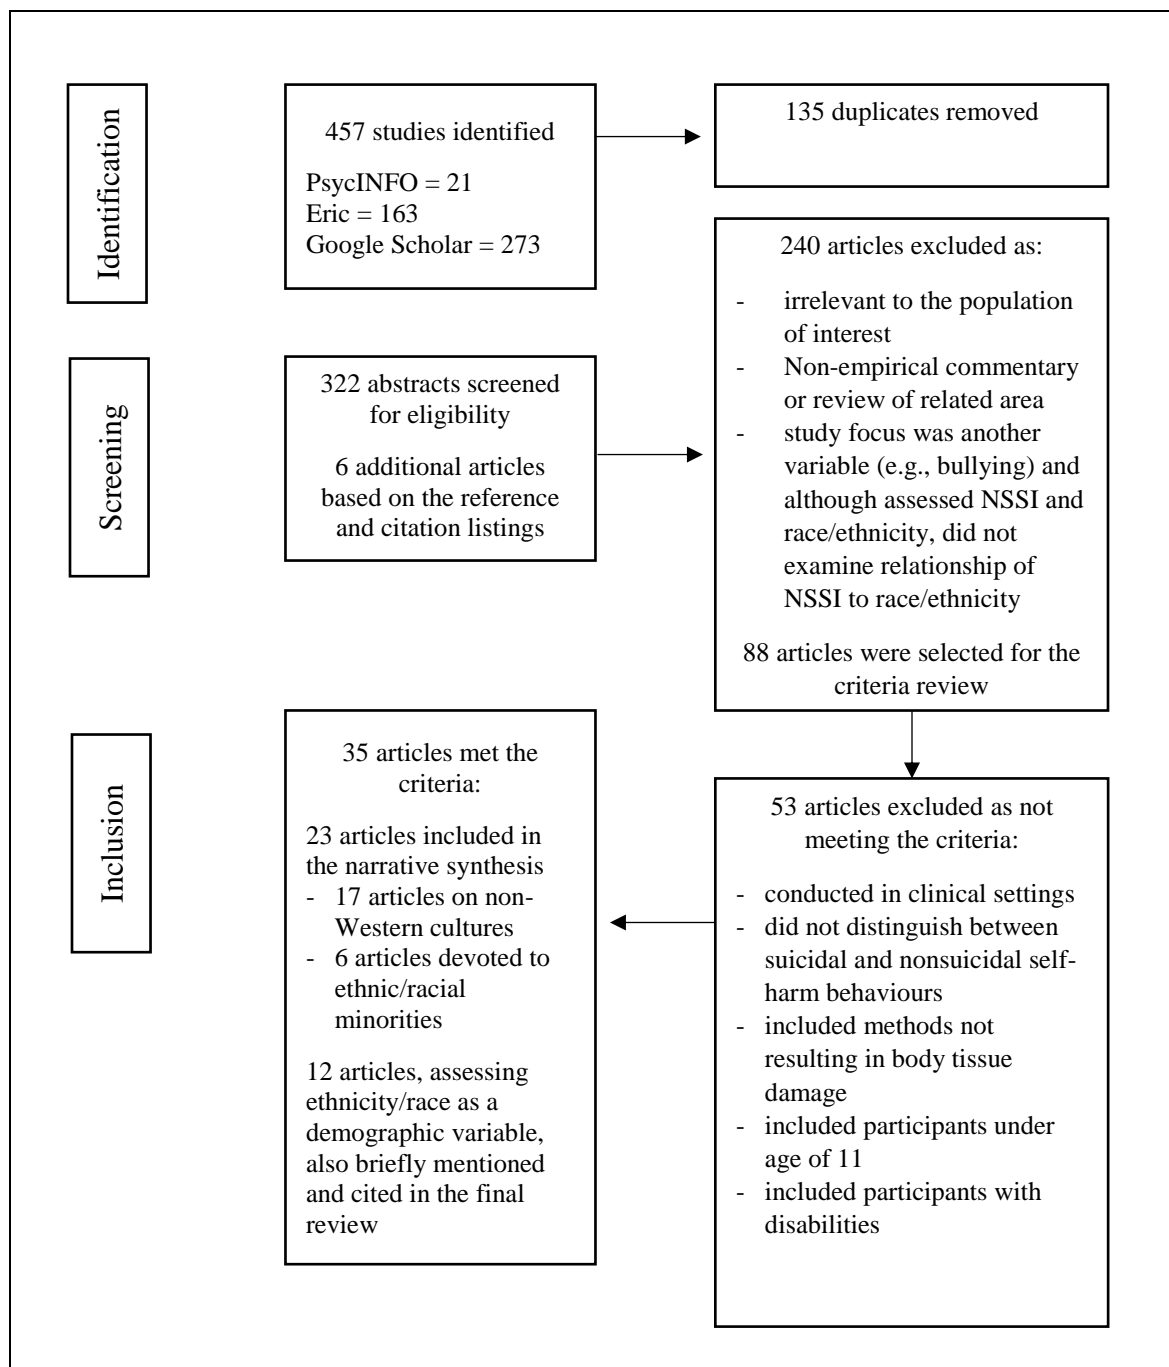 Identification
457 studies identified
PsycINFO = 21
Eric = 163
Google Scholar = 273
135 duplicates removed
Screening
322 abstracts screened
for eligibility
6 additional articles
based on the reference
and citation listings
240 articles excluded as:
- irrelevant to the population
of interest
- Non-empirical commentary
or review of related area
- study focus was another
variable (e.g., bullying) and
although assessed NSSI and
race/ethnicity, did not
examine relationship of
NSSI to race/ethnicity
88 articles were selected for the
criteria review
Inclusion
35 articles met the
criteria:
23 articles included in
the narrative synthesis
- 17 articles on non-
Western cultures
- 6 articles devoted to
ethnic/racial
minorities
12 articles, assessing
ethnicity/race as a
demographic variable,
also briefly mentioned
and cited in the final
review
53 articles excluded as not
meeting the criteria:
- conducted in clinical settings
- did not distinguish between
suicidal and nonsuicidal self-
harm behaviours
- included methods not
resulting in body tissue
damage
- included participants under
age of 11
- included participants with
disabilities